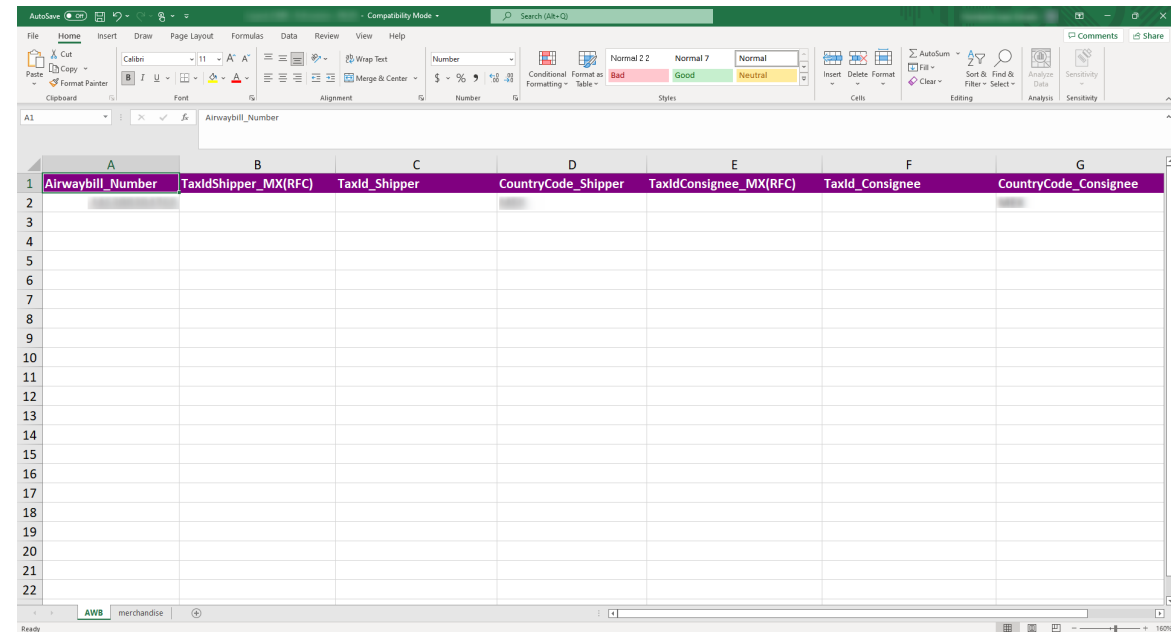 AutoSave Off - Compatibility Mode Search (Alt+Q)
File Home Insert Draw Page Layout Formulas Data Review View Help Comments Share
Paste Cut Copy Format Painter
Calibri 11 A^ Aˇ B I U A
Wrap Text Merge & Center
Number $ % 9
Conditional Formatting Format as Table
Normal 2 2 Normal 7 Normal
Bad Good Neutral
Insert Delete Format
AutoSum Fill Clear Sort & Filter Find & Select
Analyze Data Sensitivity
Clipboard Font Alignment Number Styles Cells Editing Analysis Sensitivity
A1 fx Airwaybill_Number
A B C D E F G
1 Airwaybill_Number TaxIdShipper_MX(RFC) TaxId_Shipper CountryCode_Shipper TaxIdConsignee_MX(RFC) TaxId_Consignee CountryCode_Consignee
2
3
4
5
6
7
8
9
10
11
12
13
14
15
16
17
18
19
20
21
22
AWB merchandise
Ready 160%